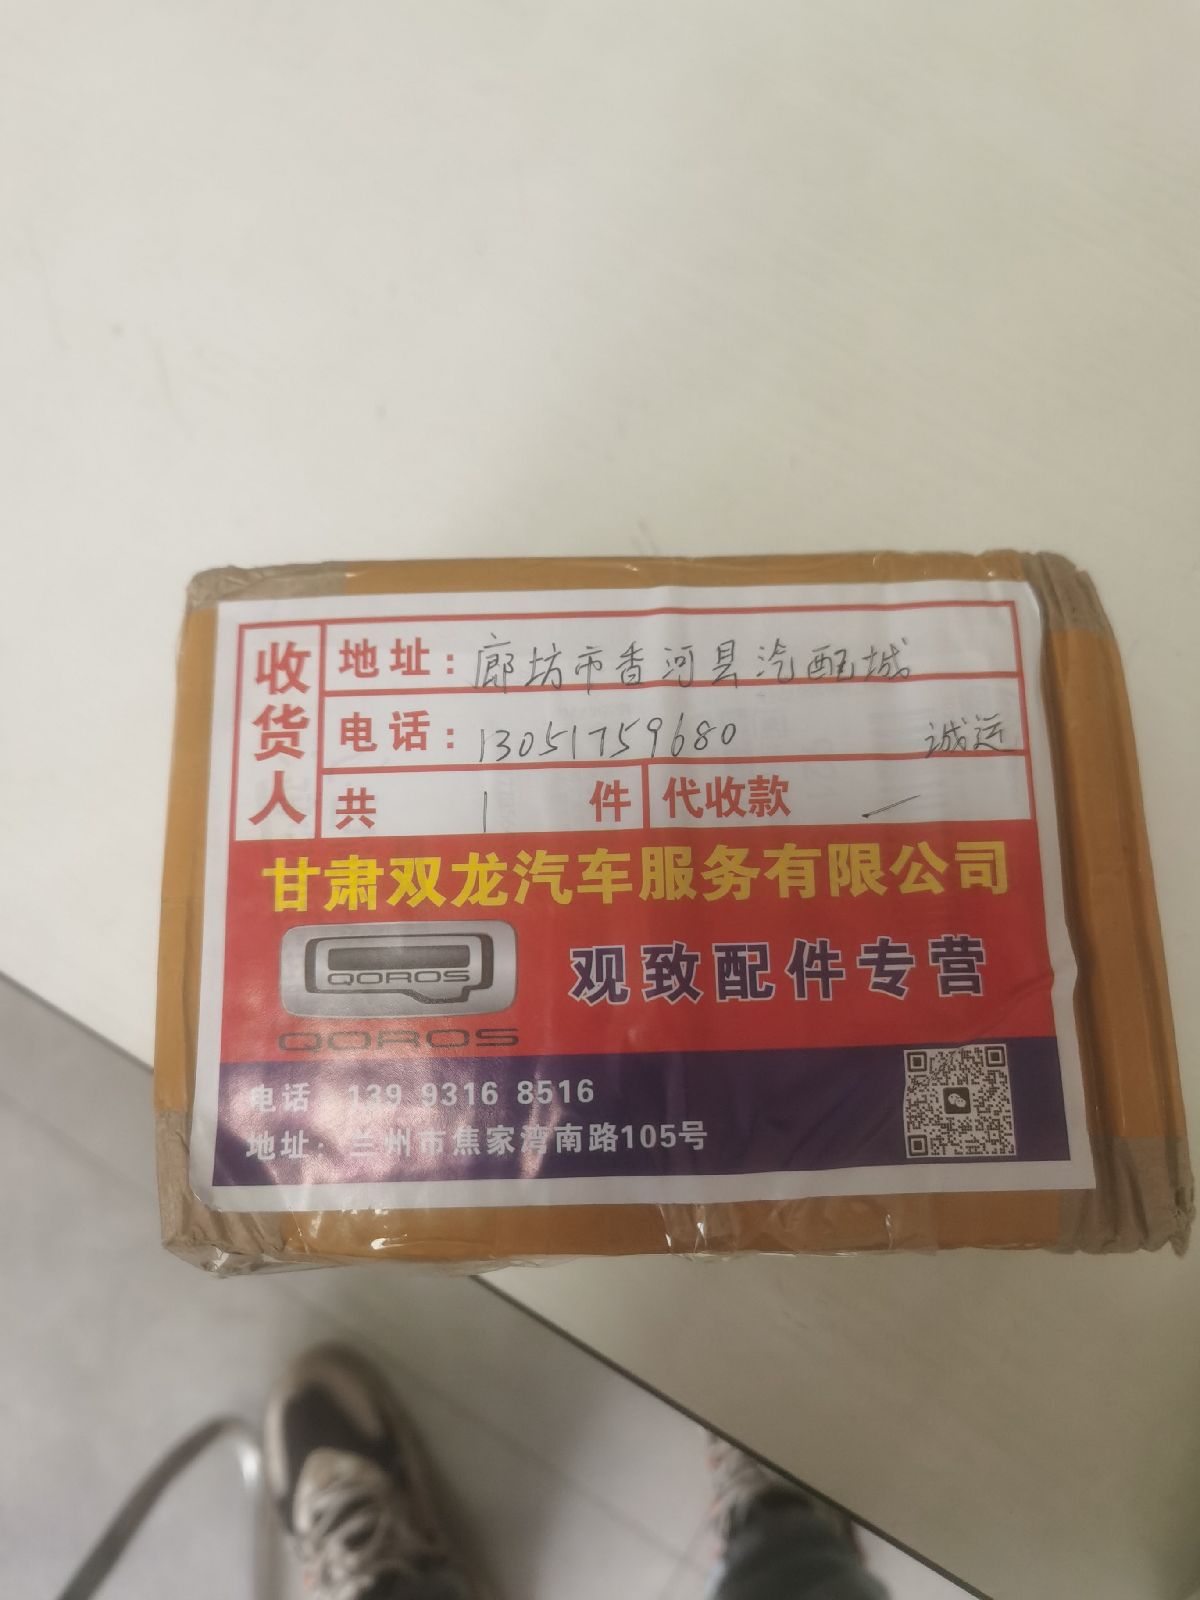 收货人
地址：廊坊市香河县汽配城
电话：13051759680 诚运
共 1 件 代收款 一
甘肃双龙汽车服务有限公司
QOROS
观致配件专营
QOROS
电话 139 9316 8516
地址：兰州市焦家湾南路105号